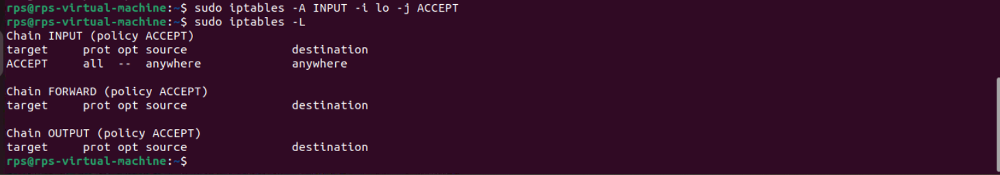 rps@rps-virtual-machine:~$ sudo iptables -A INPUT -i lo -j ACCEPT
rps@rps-virtual-machine:~$ sudo iptables -L
Chain INPUT (policy ACCEPT)
target     prot opt source               destination
ACCEPT     all  --  anywhere             anywhere

Chain FORWARD (policy ACCEPT)
target     prot opt source               destination

Chain OUTPUT (policy ACCEPT)
target     prot opt source               destination
rps@rps-virtual-machine:~$